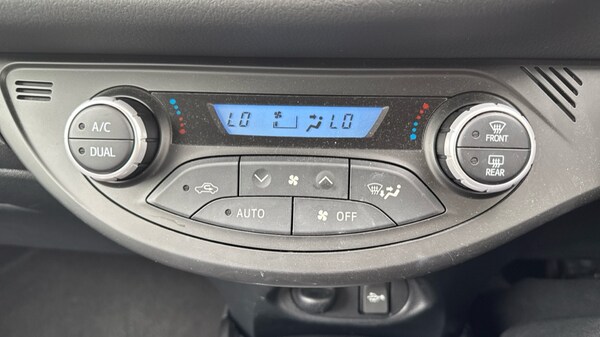 LO LO
A/C
DUAL
FRONT
REAR
AUTO
OFF